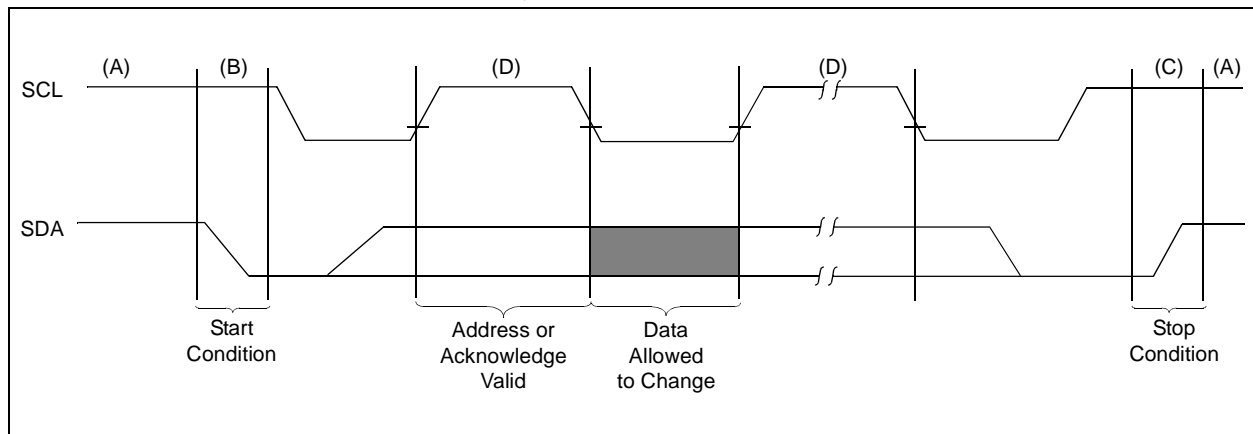 (A) (B) (D) (D) (C) (A)
SCL
SDA
Start
Condition
Address or
Acknowledge
Valid
Data
Allowed
to Change
Stop
Condition